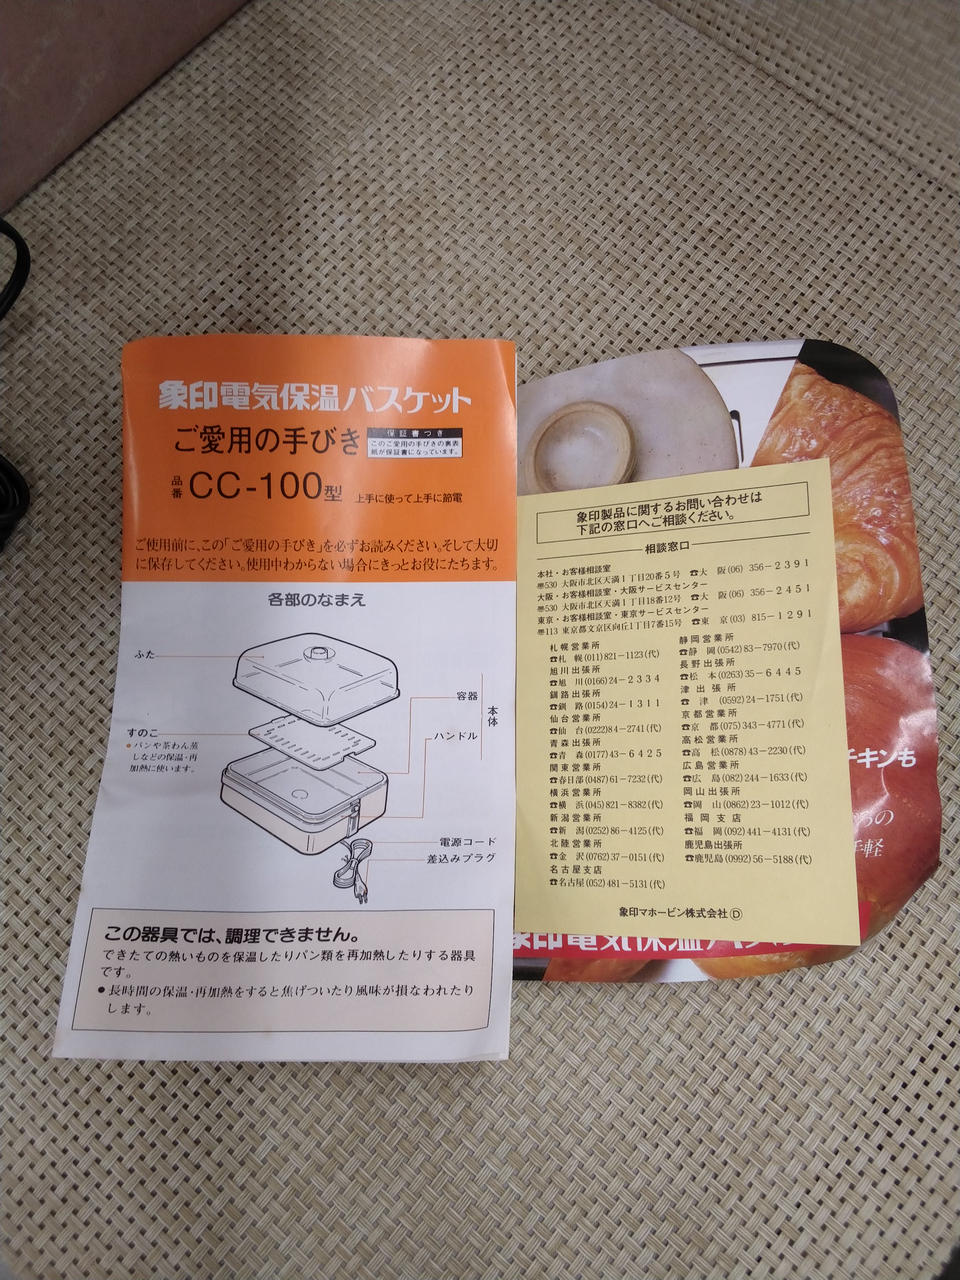 象印電気保温バスケット
ご愛用の手びき
保証書つき
このご愛用の手びきの裏表
紙が保証書になっています。
品番 CC-100型 上手に使って上手に節電
ご使用前に、この「ご愛用の手びき」を必ずお読みください。そして大切
に保存してください。使用中わからない場合にきっとお役にたちます。
各部のなまえ
ふた
容器
本体
すのこ
●パンや茶わん蒸
しなどの保温・再
加熱に使います。
ハンドル
電源コード
差込みプラグ
この器具では、調理できません。
できたての熱いものを保温したりパン類を再加熱したりする器具
です。
●長時間の保温・再加熱をすると焦げついたり風味が損なわれたり
します。
象印製品に関するお問い合わせは
下記の窓口へご相談ください。
相談窓口
本社・お客様相談室
〒530 大阪市北区天満1丁目20番5号 ☎大 阪(06) 356-2391
大阪・お客様相談室・大阪サービスセンター
〒530 大阪市北区天満1丁目18番12号 ☎大 阪(06) 356-2451
東京・お客様相談室・東京サービスセンター
〒113 東京都文京区向丘1丁目7番15号 ☎東 京(03) 815-1291
札幌営業所
☎札 幌(011)821-1123(代)
旭川出張所
☎旭 川(0166)24-2334
釧路出張所
☎釧 路(0154)24-1311
仙台営業所
☎仙 台(0222)84-2741(代)
青森出張所
☎青 森(0177)43-6425
関東営業所
☎春日部(0487)61-7232(代)
横浜営業所
☎横 浜(045)821-8382(代)
新潟営業所
☎新 潟(0252)86-4125(代)
北陸営業所
☎金 沢(0762)37-0151(代)
名古屋支店
☎名古屋(052)481-5131(代)
静岡営業所
☎静 岡(0542)83-7970(代)
長野出張所
☎松 本(0263)35-6445
津出張所
☎ 津 (0592)24-1751(代)
京都営業所
☎京 都(075)343-4771(代)
高松営業所
☎高 松(0878)43-2230(代)
広島営業所
☎広 島(082)244-1633(代)
岡山出張所
☎岡 山(0862)23-1012(代)
福岡支店
☎福 岡(092)441-4131(代)
鹿児島出張所
☎鹿児島(0992)56-5188(代)
象印マホービン株式会社 Ⓓ
チキンも
の
手軽
象印電気保温バス